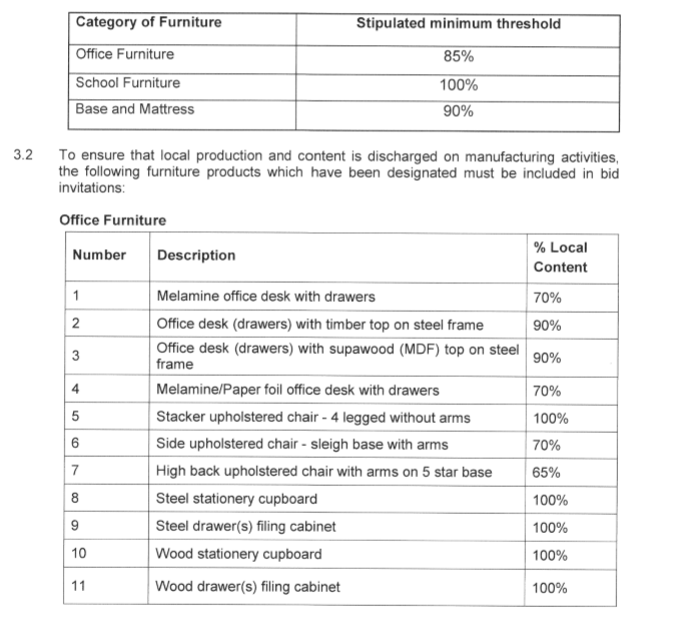 Category of Furniture Stipulated minimum threshold
Office Furniture 85%
School Furniture 100%
Base and Mattress 90%
3.2 To ensure that local production and content is discharged on manufacturing activities,
the following furniture products which have been designated must be included in bid
invitations:
Office Furniture
Number Description % Local
Content
1 Melamine office desk with drawers 70%
2 Office desk (drawers) with timber top on steel frame 90%
3 Office desk (drawers) with supawood (MDF) top on steel
frame 90%
4 Melamine/Paper foil office desk with drawers 70%
5 Stacker upholstered chair - 4 legged without arms 100%
6 Side upholstered chair - sleigh base with arms 70%
7 High back upholstered chair with arms on 5 star base 65%
8 Steel stationery cupboard 100%
9 Steel drawer(s) filing cabinet 100%
10 Wood stationery cupboard 100%
11 Wood drawer(s) filing cabinet 100%